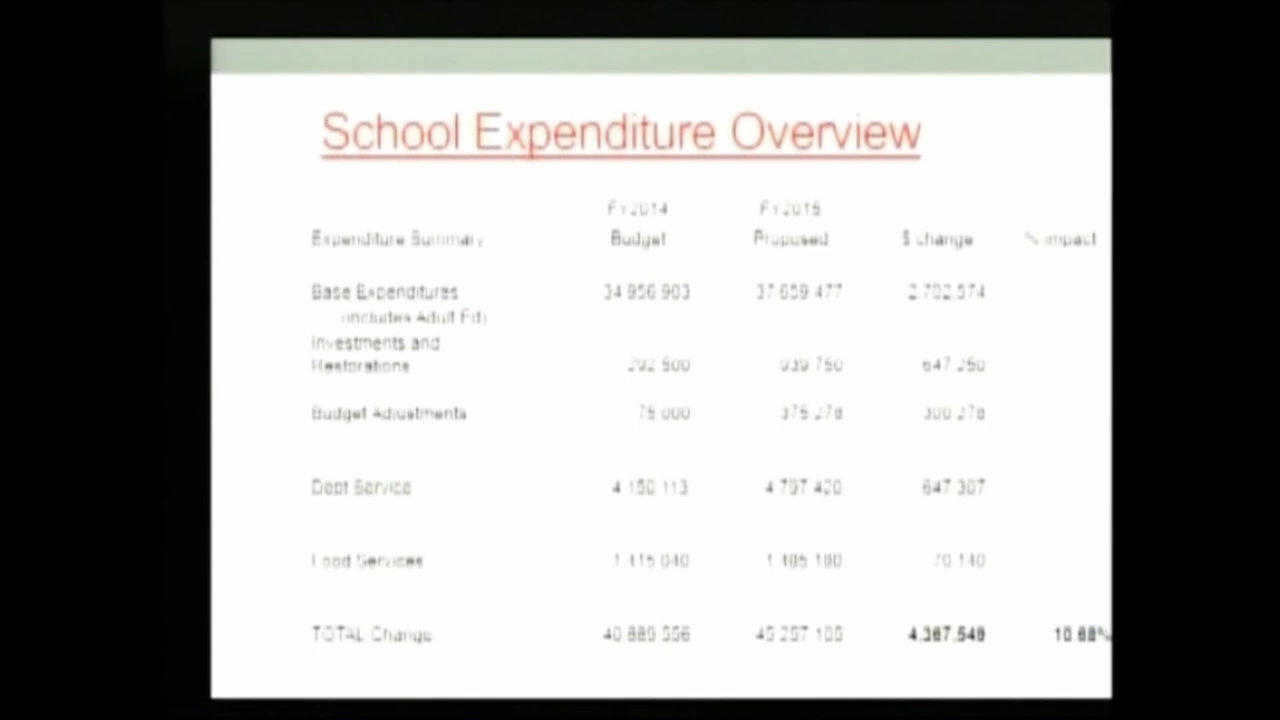 School Expenditure Overview
FY2014 FY2015
Expenditure Summary Budget Proposed $ change % impact
Base Expenditures 34,956,903 37,659,477 2,702,574
(includes Adult Ed)
Investments and
Restorations 292,500 939,750 647,250
Budget Adjustments 75,000 375,278 300,278
Debt Service 4,150,113 4,797,420 647,307
Food Services 1,415,040 1,485,180 70,140
TOTAL Change 40,889,556 45,257,105 4,367,549 10.68%